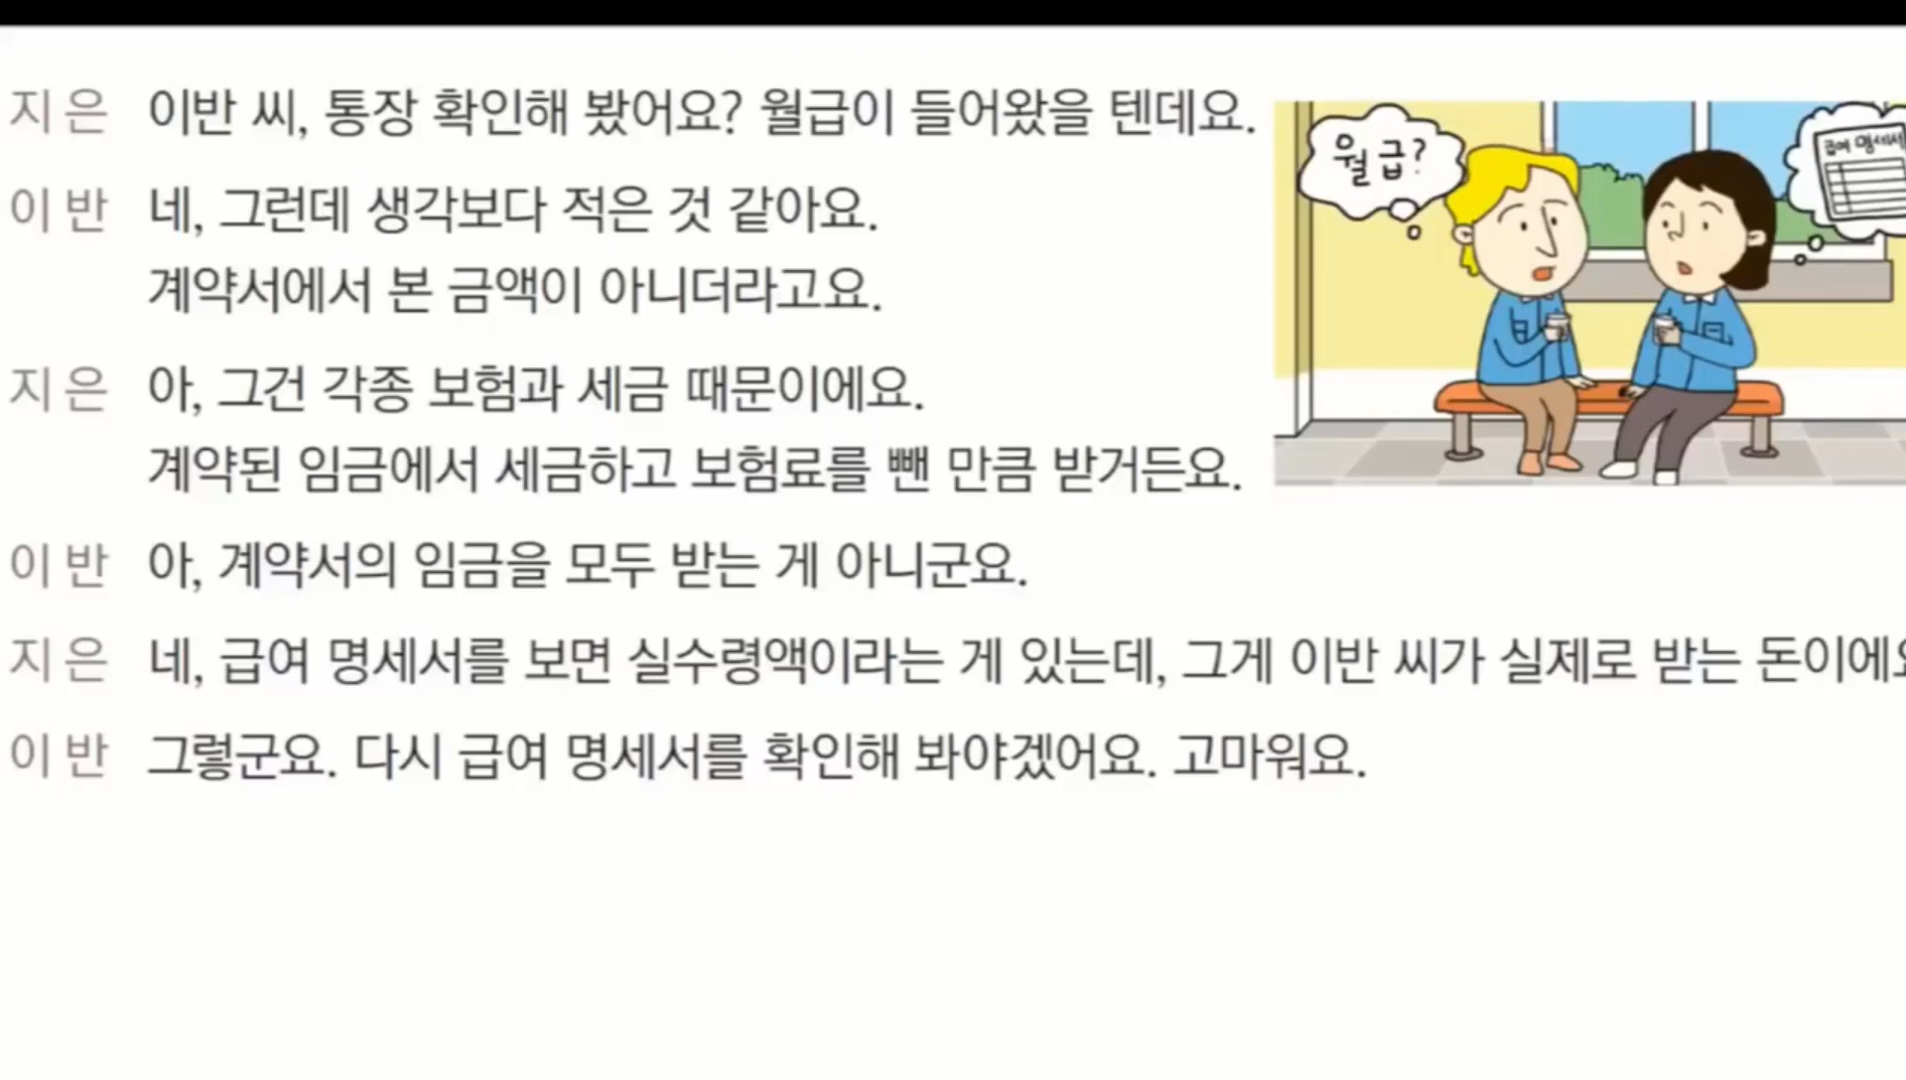 지은 이반 씨, 통장 확인해 봤어요? 월급이 들어왔을 텐데요.
이반 네, 그런데 생각보다 적은 것 같아요.
계약서에서 본 금액이 아니더라고요.
지은 아, 그건 각종 보험과 세금 때문이에요.
계약된 임금에서 세금하고 보험료를 뺀 만큼 받거든요.
이반 아, 계약서의 임금을 모두 받는 게 아니군요.
지은 네, 급여 명세서를 보면 실수령액이라는 게 있는데, 그게 이반 씨가 실제로 받는 돈이에요
이반 그렇군요. 다시 급여 명세서를 확인해 봐야겠어요. 고마워요.
월급?
급여 명세서